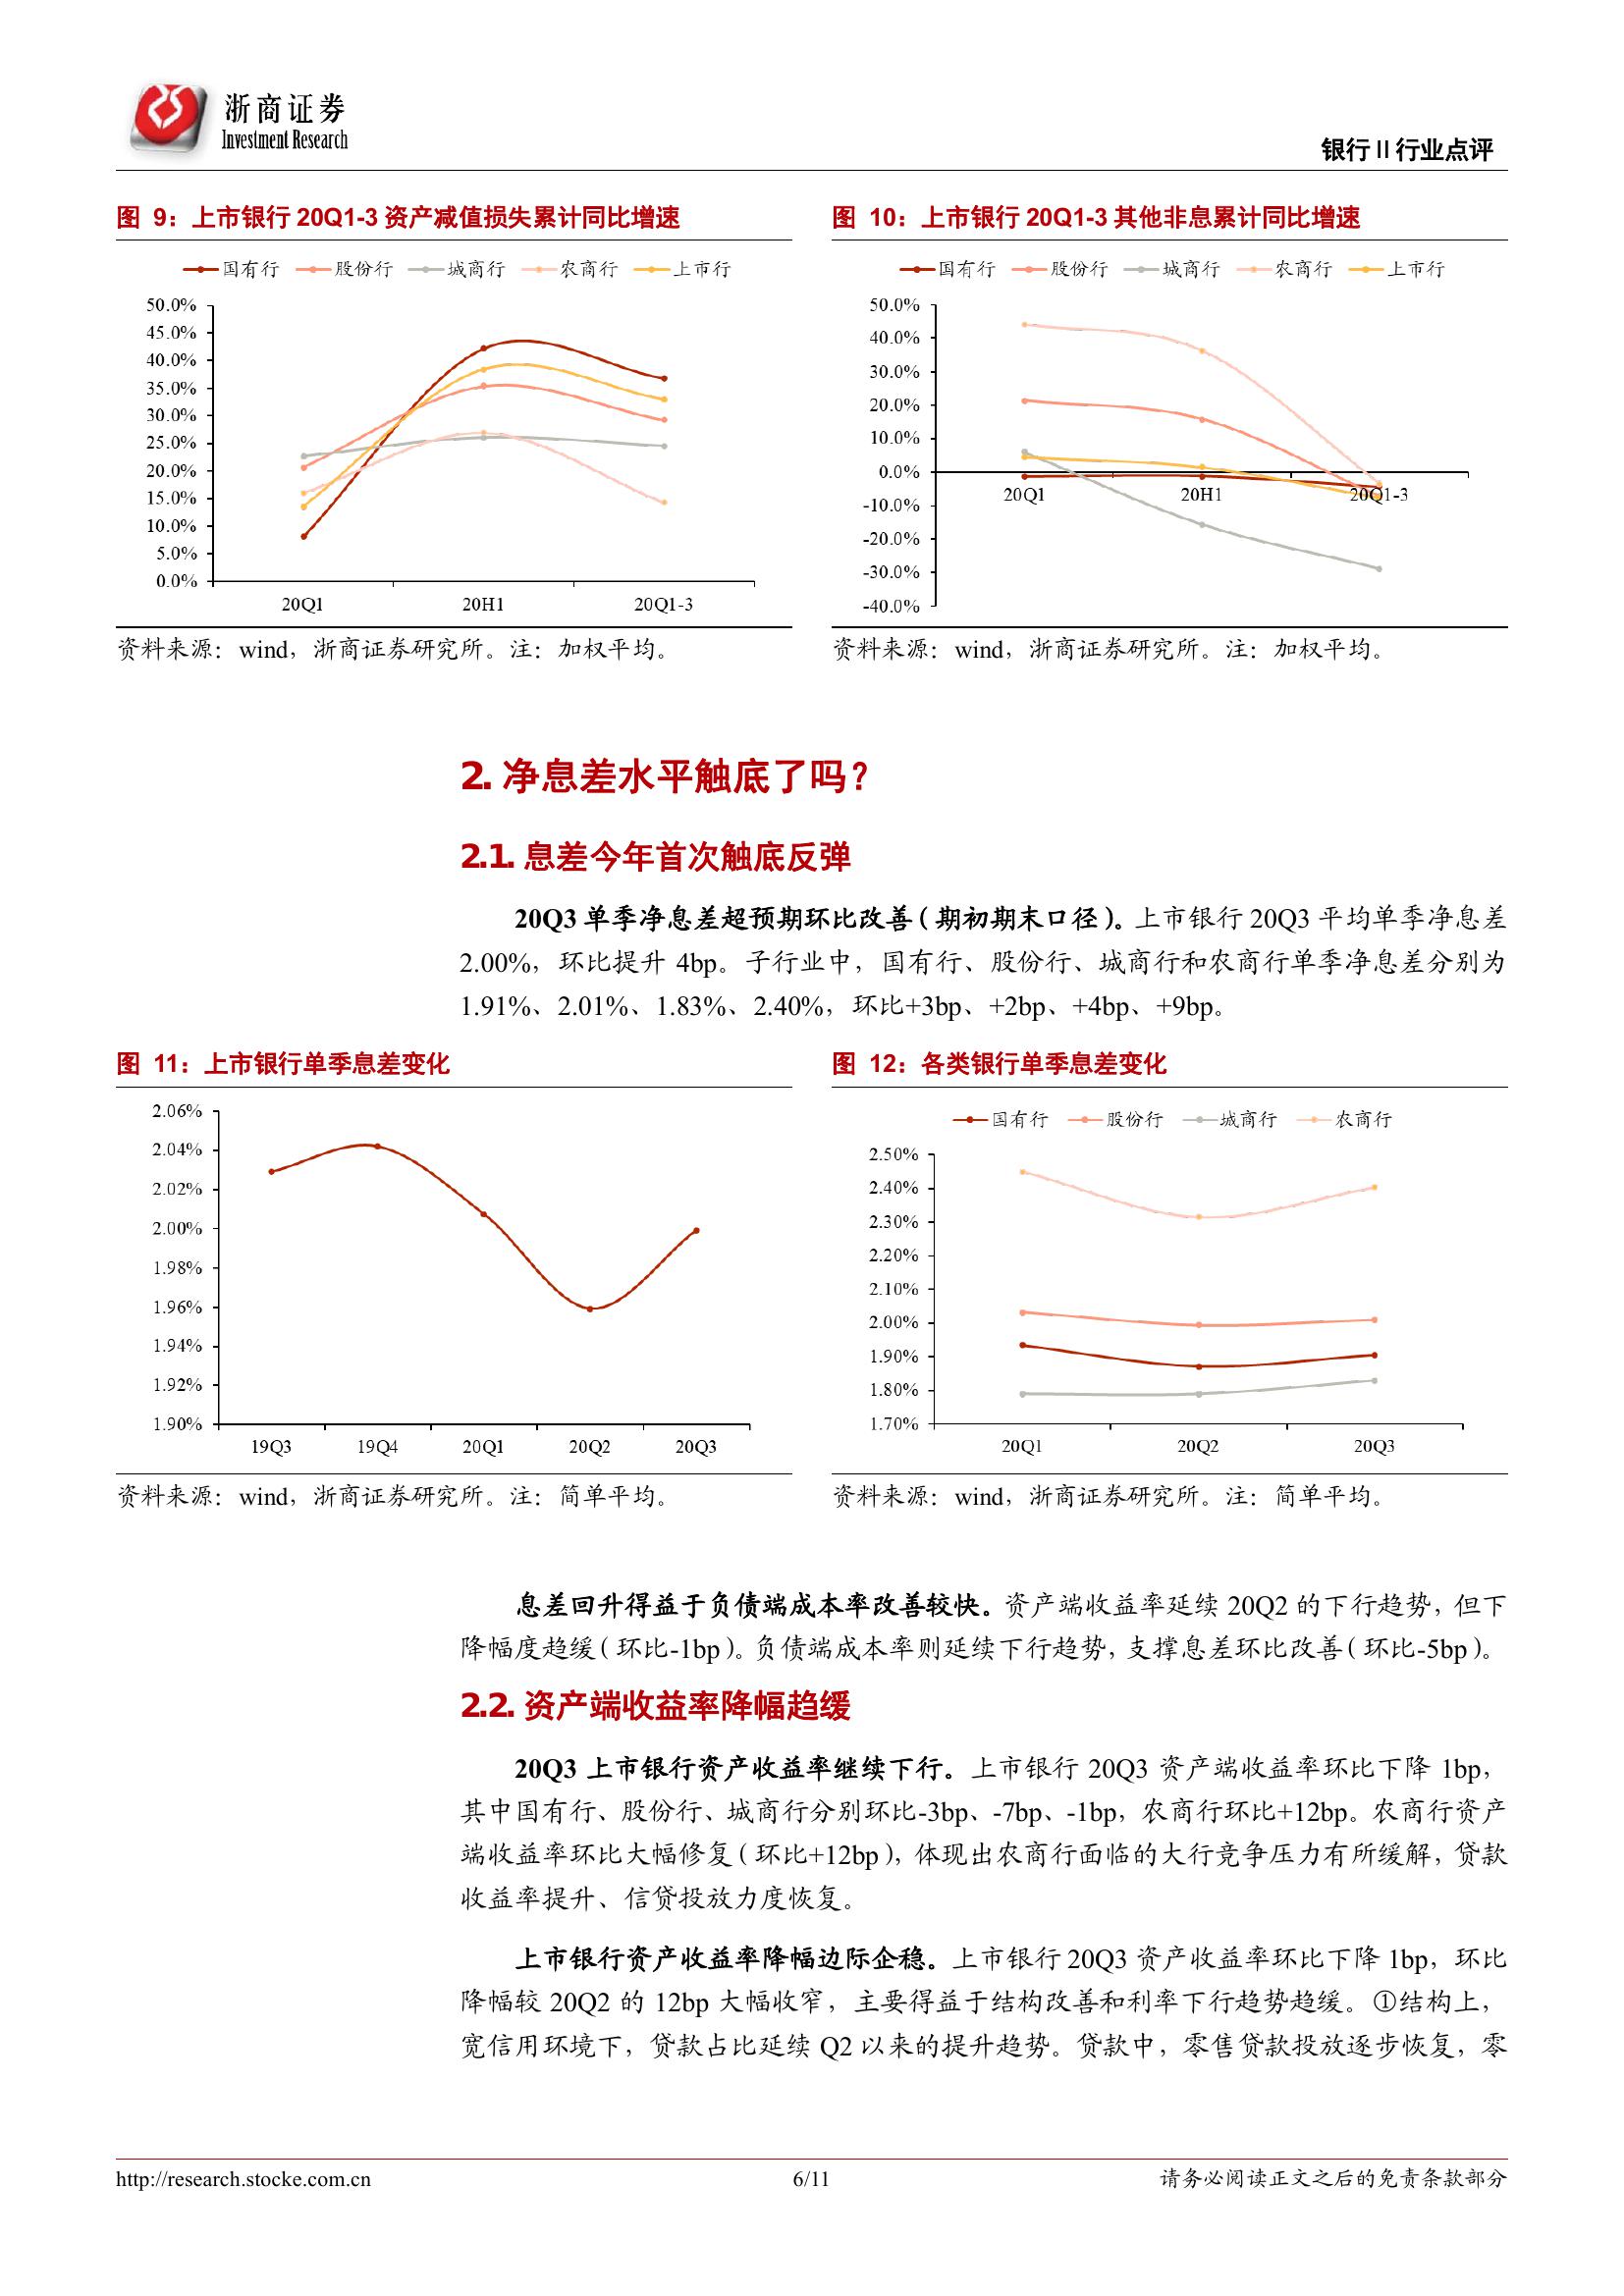 浙商证券
Investment Research
银行II行业点评
图 9：上市银行 20Q1-3 资产减值损失累计同比增速
国有行 股份行 城商行 农商行 上市行
50.0%
45.0%
40.0%
35.0%
30.0%
25.0%
20.0%
15.0%
10.0%
5.0%
0.0%
20Q1 20H1 20Q1-3
资料来源：wind，浙商证券研究所。注：加权平均。
图 10：上市银行 20Q1-3 其他非息累计同比增速
国有行 股份行 城商行 农商行 上市行
50.0%
40.0%
30.0%
20.0%
10.0%
0.0%
-10.0%
-20.0%
-30.0%
-40.0%
20Q1 20H1 20Q1-3
资料来源：wind，浙商证券研究所。注：加权平均。
2. 净息差水平触底了吗？
2.1. 息差今年首次触底反弹
20Q3 单季净息差超预期环比改善（期初期末口径）。上市银行 20Q3 平均单季净息差
2.00%，环比提升 4bp。子行业中，国有行、股份行、城商行和农商行单季净息差分别为
1.91%、2.01%、1.83%、2.40%，环比+3bp、+2bp、+4bp、+9bp。
图 11：上市银行单季息差变化
2.06%
2.04%
2.02%
2.00%
1.98%
1.96%
1.94%
1.92%
1.90%
19Q3 19Q4 20Q1 20Q2 20Q3
资料来源：wind，浙商证券研究所。注：简单平均。
图 12：各类银行单季息差变化
国有行 股份行 城商行 农商行
2.50%
2.40%
2.30%
2.20%
2.10%
2.00%
1.90%
1.80%
1.70%
20Q1 20Q2 20Q3
资料来源：wind，浙商证券研究所。注：简单平均。
息差回升得益于负债端成本率改善较快。资产端收益率延续 20Q2 的下行趋势，但下
降幅度趋缓（环比-1bp）。负债端成本率则延续下行趋势，支撑息差环比改善（环比-5bp）。
2.2. 资产端收益率降幅趋缓
20Q3 上市银行资产收益率继续下行。上市银行 20Q3 资产端收益率环比下降 1bp，
其中国有行、股份行、城商行分别环比-3bp、-7bp、-1bp，农商行环比+12bp。农商行资产
端收益率环比大幅修复（环比+12bp），体现出农商行面临的大行竞争压力有所缓解，贷款
收益率提升、信贷投放力度恢复。
上市银行资产收益率降幅边际企稳。上市银行 20Q3 资产收益率环比下降 1bp，环比
降幅较 20Q2 的 12bp 大幅收窄，主要得益于结构改善和利率下行趋势趋缓。①结构上，
宽信用环境下，贷款占比延续 Q2 以来的提升趋势。贷款中，零售贷款投放逐步恢复，零
http://research.stocke.com.cn
6/11
请务必阅读正文之后的免责条款部分